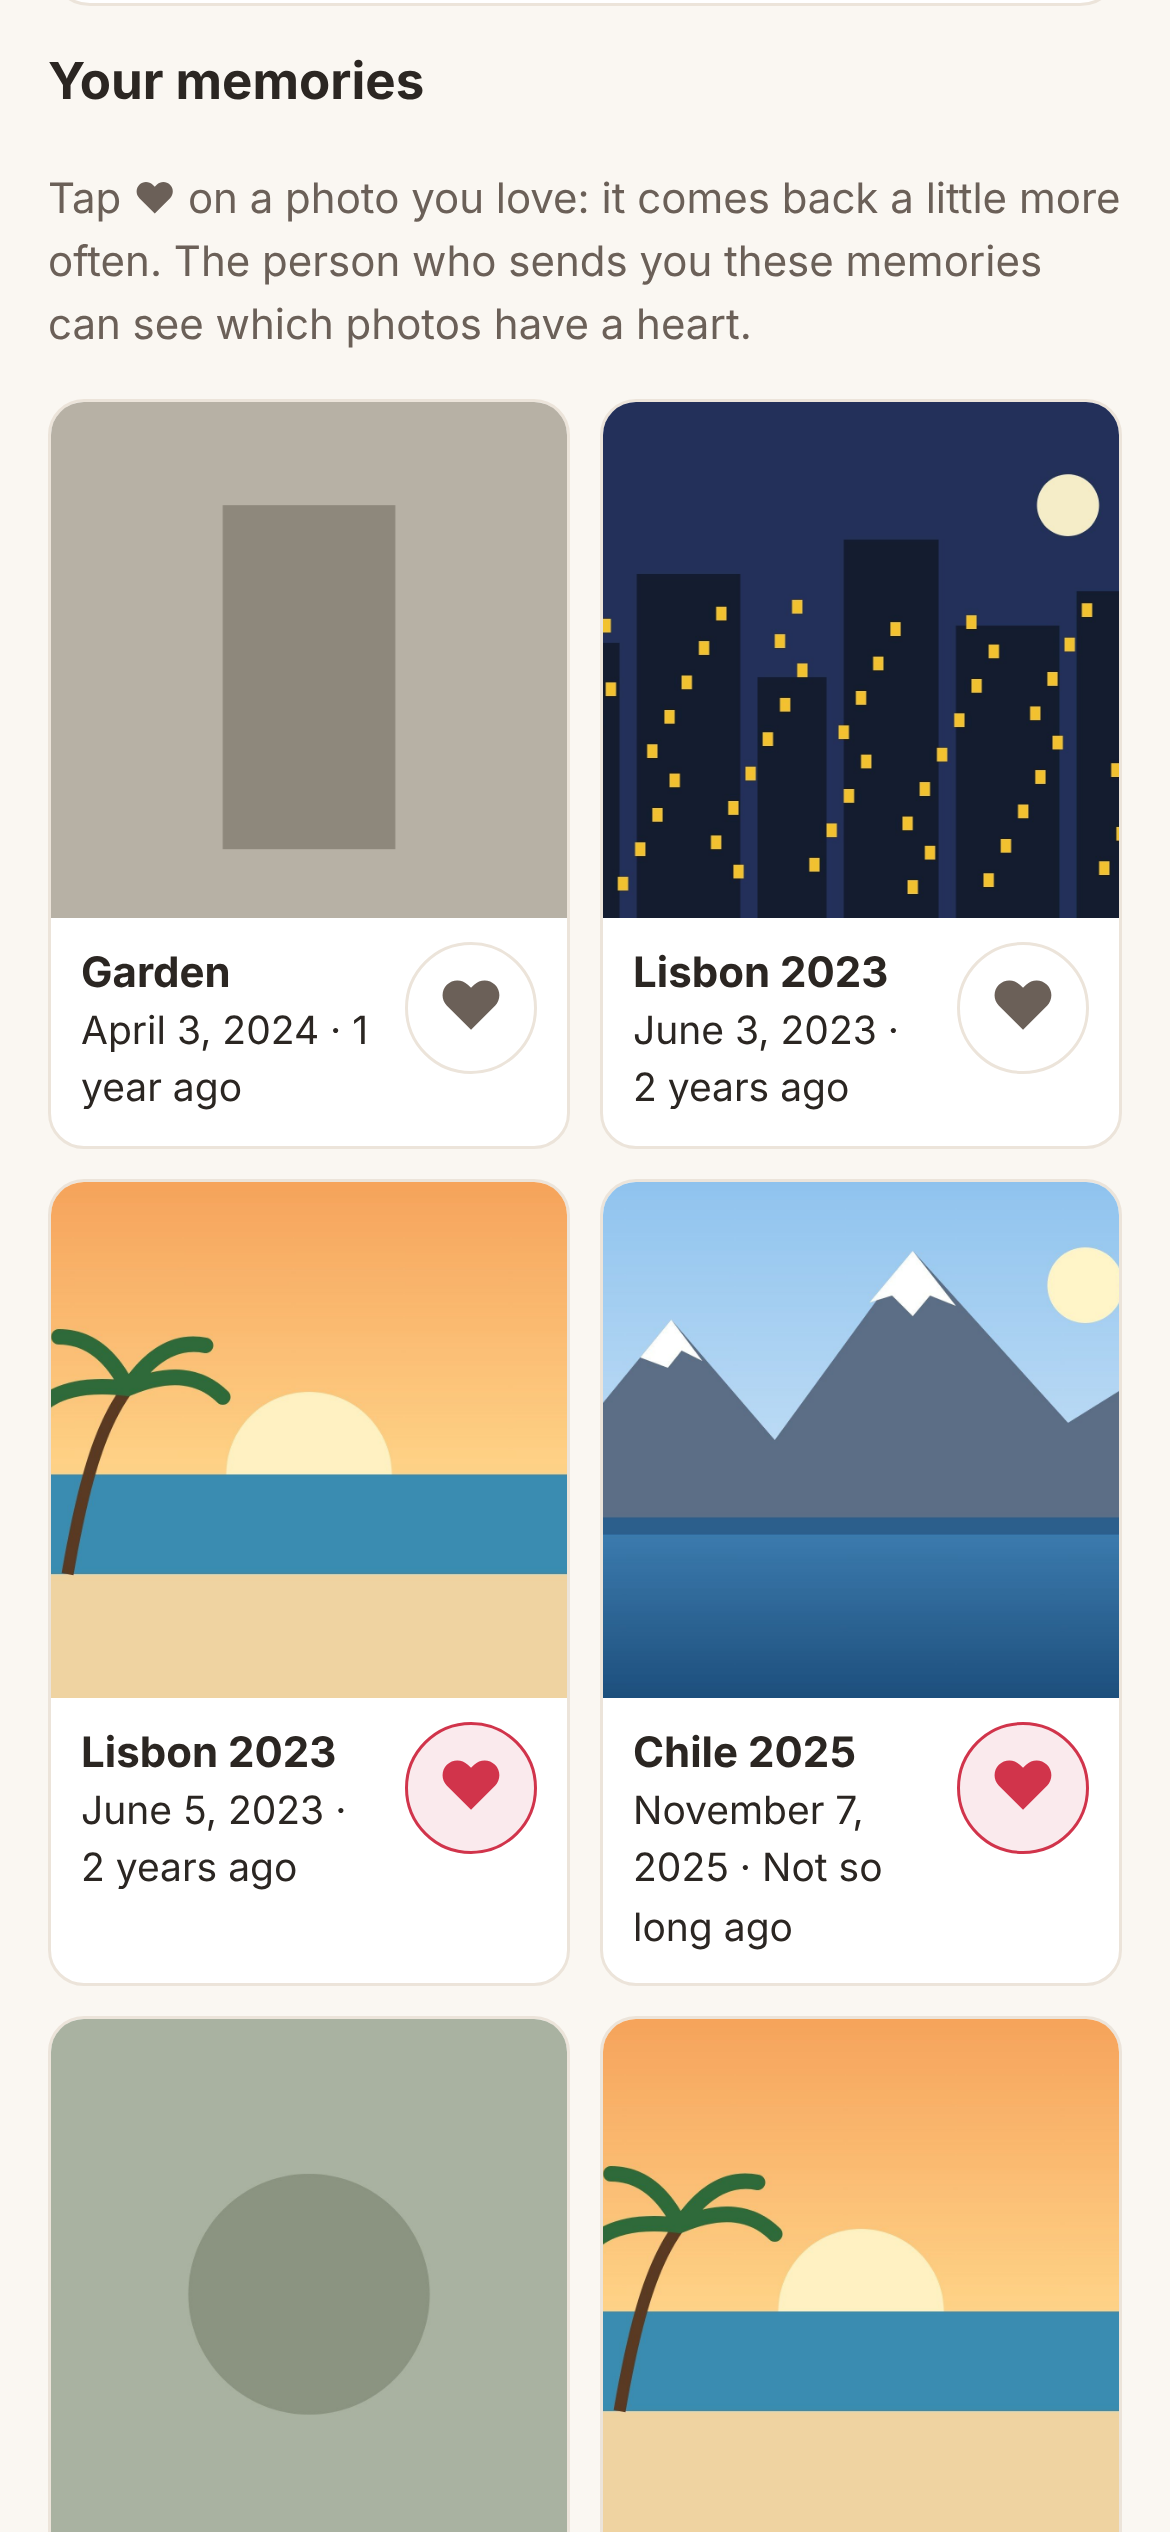 Your memories
Tap ♥ on a photo you love: it comes back a little more
often. The person who sends you these memories
can see which photos have a heart.
Garden
April 3, 2024 · 1
year ago
Lisbon 2023
June 3, 2023 ·
2 years ago
Lisbon 2023
June 5, 2023 ·
2 years ago
Chile 2025
November 7,
2025 · Not so
long ago